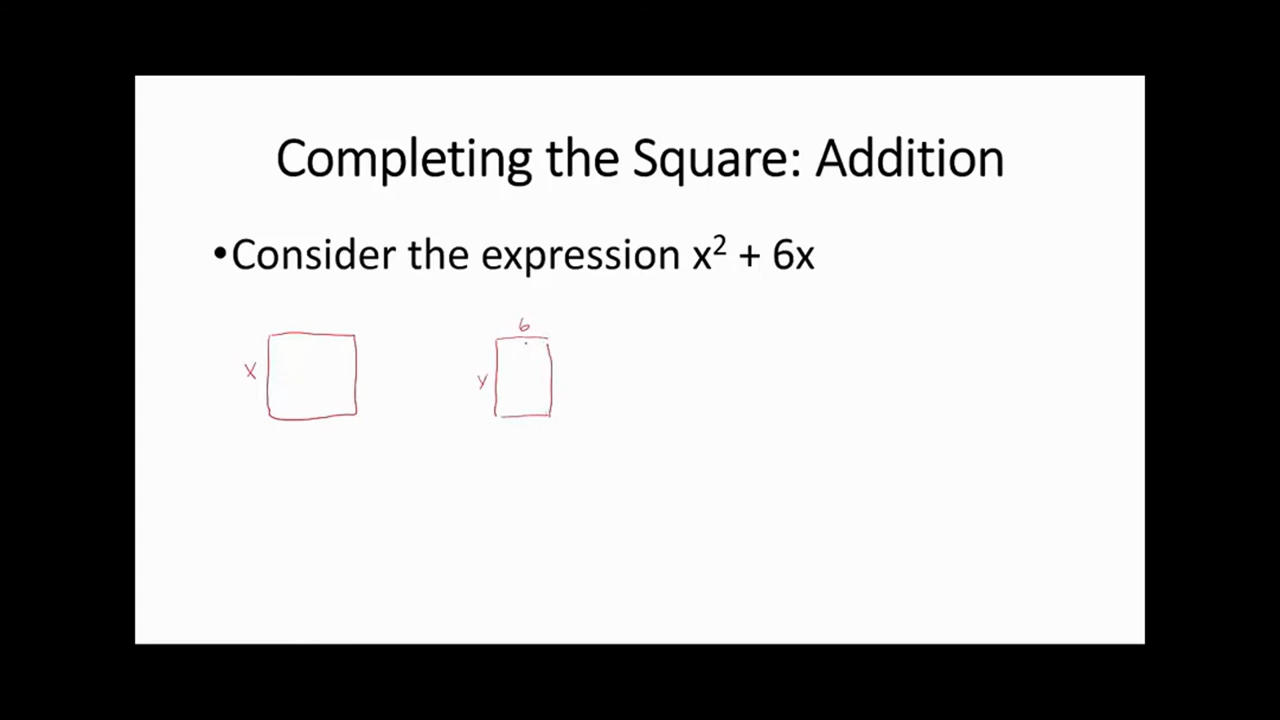 Completing the Square: Addition
•Consider the expression x² + 6x
6
x
x